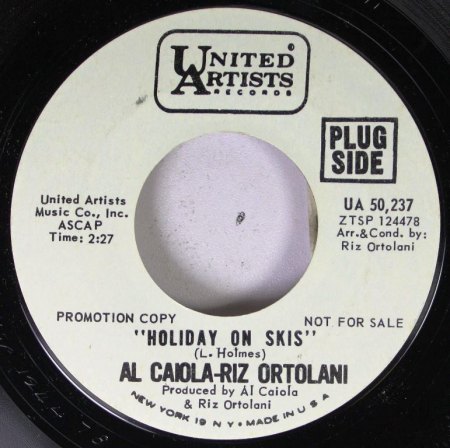 UNITED
ARTISTS
RECORDS
PLUG
SIDE
United Artists
Music Co., Inc.
ASCAP
Time: 2:27
UA 50,237
ZTSP 124478
Arr.& Cond. by:
Riz Ortolani
PROMOTION COPY
NOT FOR SALE
"HOLIDAY ON SKIS"
(L. Holmes)
AL CAIOLA-RIZ ORTOLANI
Produced by Al Caiola
& Riz Ortolani
NEW YORK 19 N.Y. • MADE IN U S A